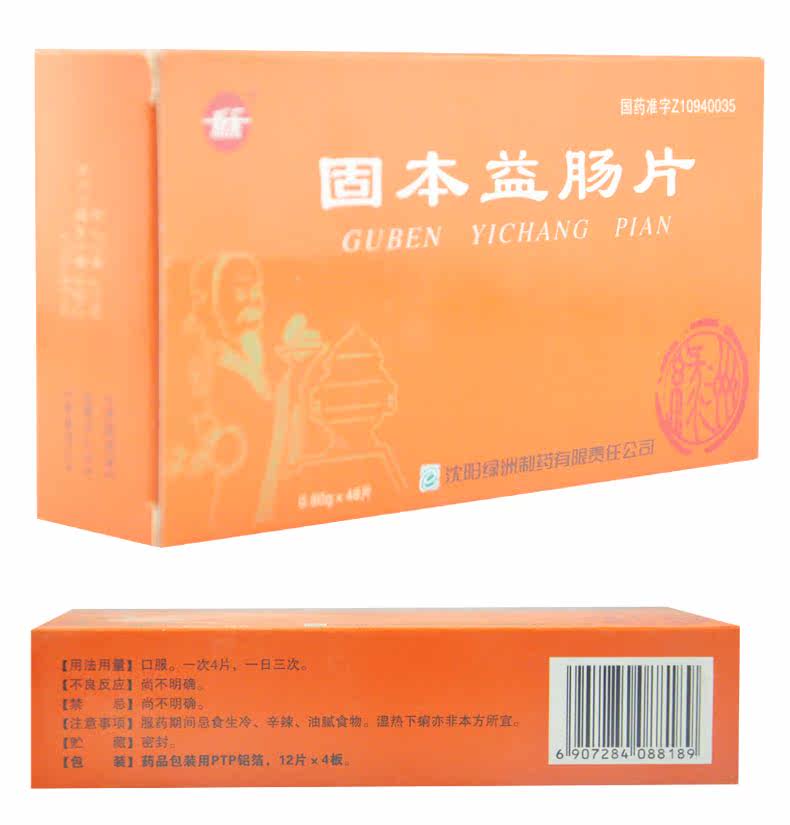 国药准字Z10940035
固本益肠片
GUBEN YICHANG PIAN
0.60g×48片
沈阳绿洲制药有限责任公司
【用法用量】口服。一次4片，一日三次。
【不良反应】尚不明确。
【禁 忌】尚不明确。
【注意事项】服药期间忌食生冷、辛辣、油腻食物。湿热下痢亦非本方所宜。
【贮 藏】密封。
【包 装】药品包装用PTP铝箔，12片×4板。
6 907284 088189